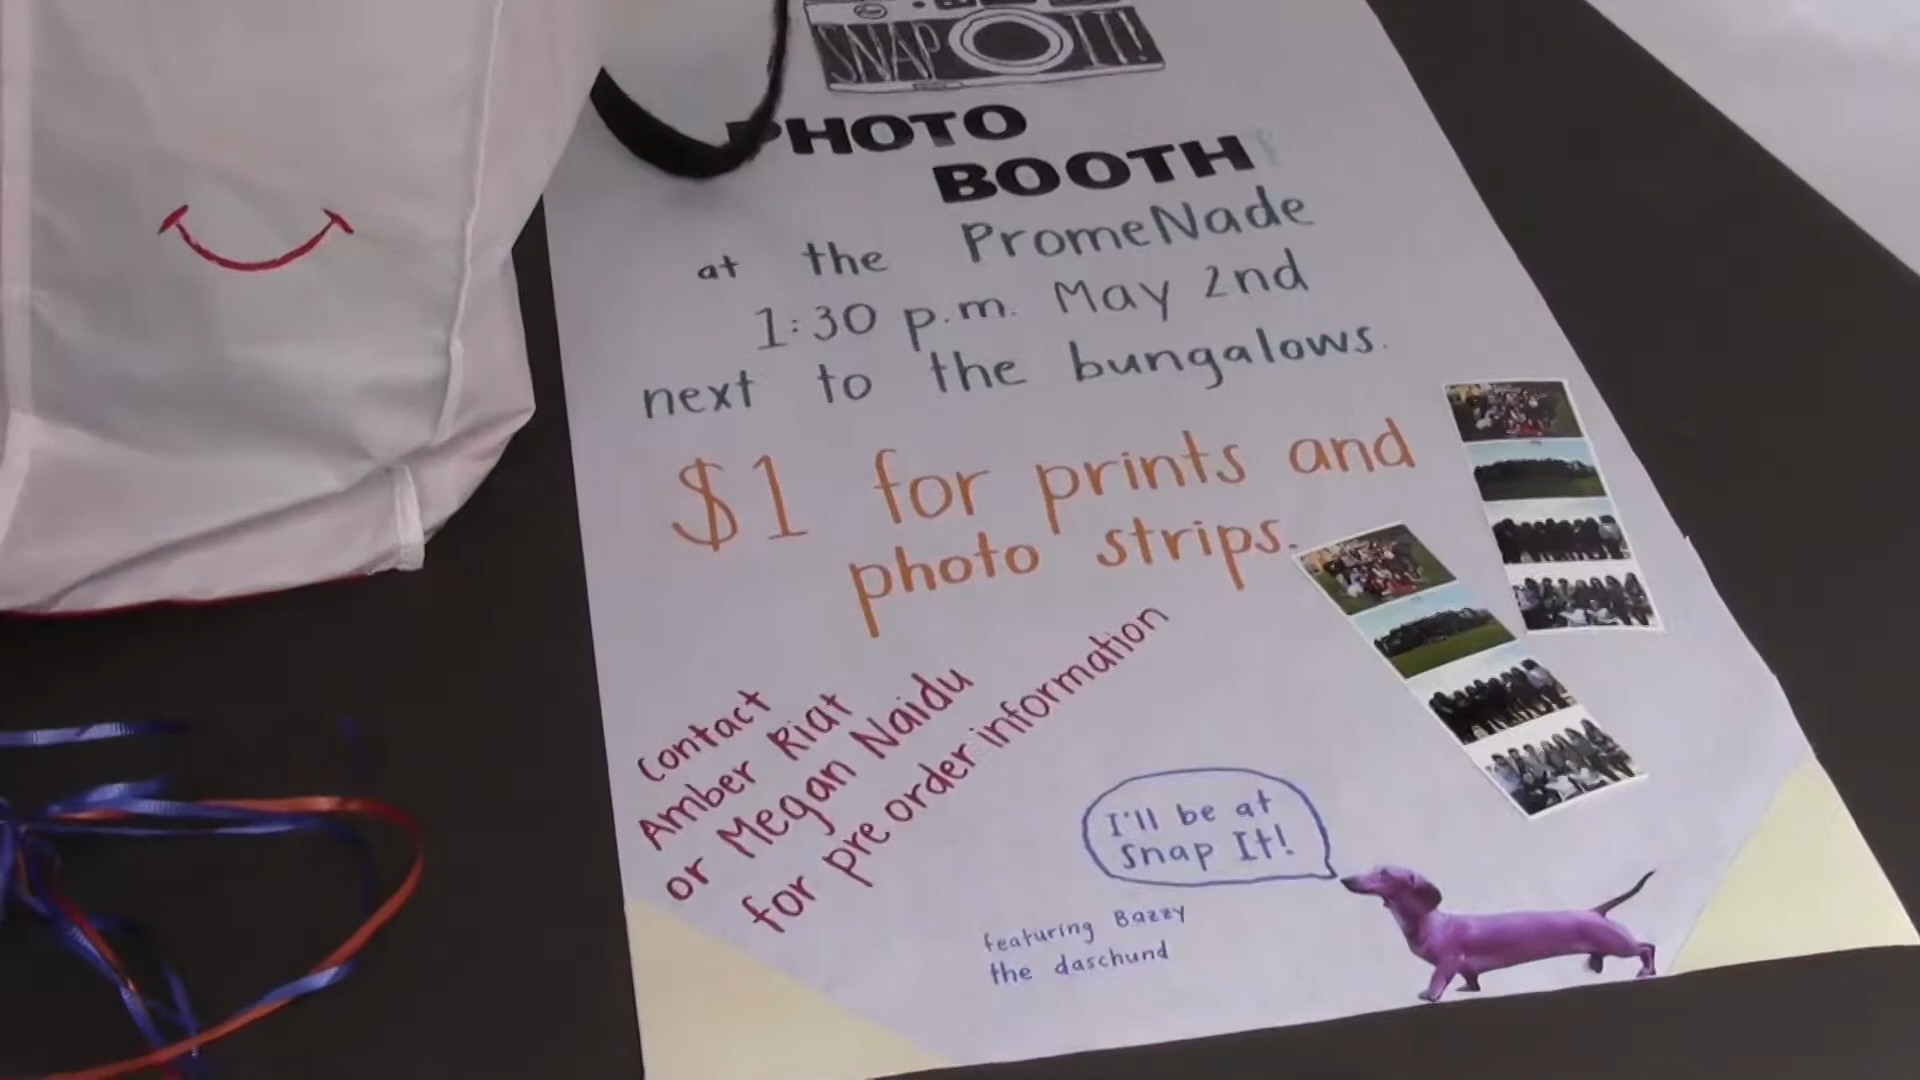 SNAP IT!
PHOTO
BOOTH
at the PromeNade
1:30 p.m. May 2nd
next to the bungalows.
$1 for prints and
photo strips.
Contact
Amber Riat
or Megan Naidu
for pre order information
I'll be at
Snap It!
featuring Bazzy
the daschund